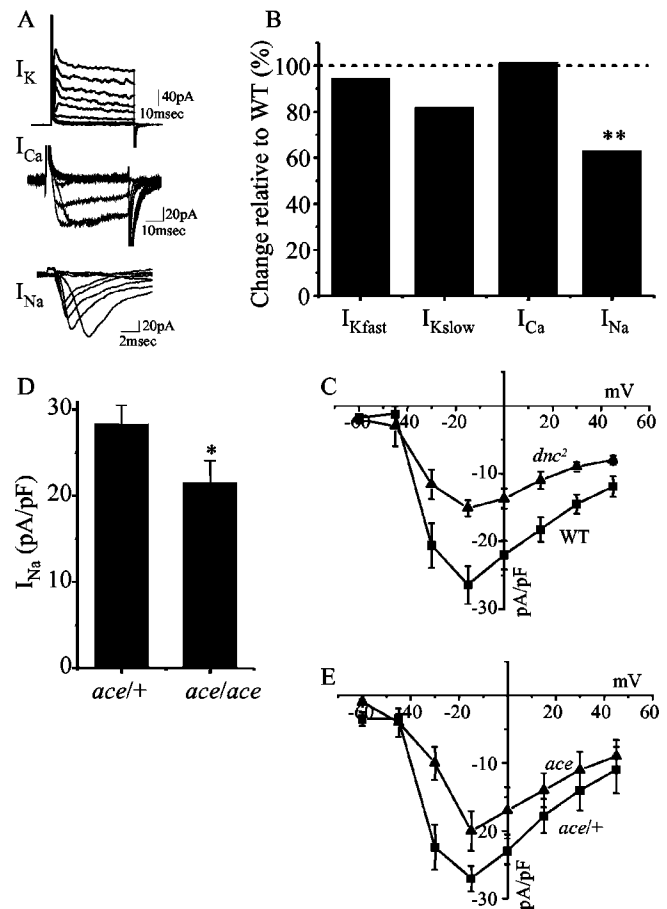 A
I_K
40pA
10msec
I_Ca
20pA
10msec
I_Na
20pA
2msec
B
Change relative to WT (%)
100
80
60
40
20
0
**
I_Kfast
I_Kslow
I_Ca
I_Na
D
I_Na (pA/pF)
30
20
10
0
*
ace/+
ace/ace
C
mV
-60 -40 -20 0 20 40 60
dnc²
-10
WT
-20
-30
pA/pF
E
mV
-60 -40 -20 0 20 40 60
ace
-10
ace/+
-20
-30
pA/pF